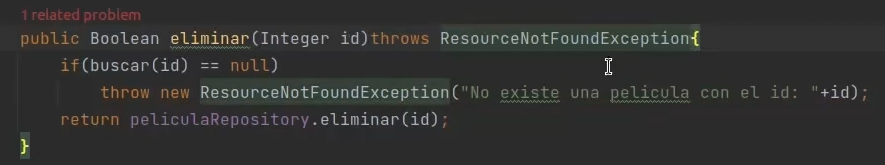 1 related problem
public Boolean eliminar(Integer id)throws ResourceNotFoundException{
if(buscar(id) == null)
throw new ResourceNotFoundException("No existe una pelicula con el id: "+id);
return peliculaRepository.eliminar(id);
}